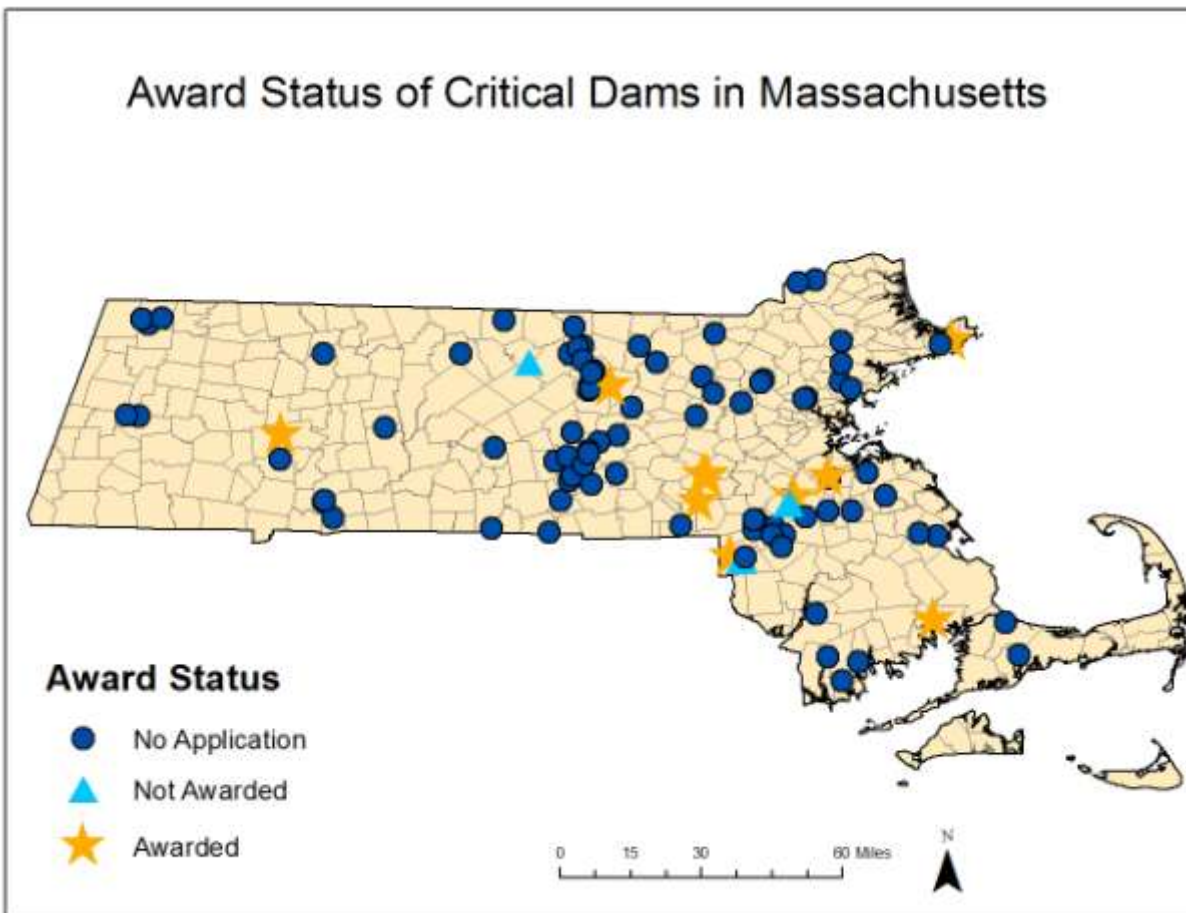 Award Status of Critical Dams in Massachusetts
Award Status
No Application
Not Awarded
Awarded
0 15 30 60 Miles
N